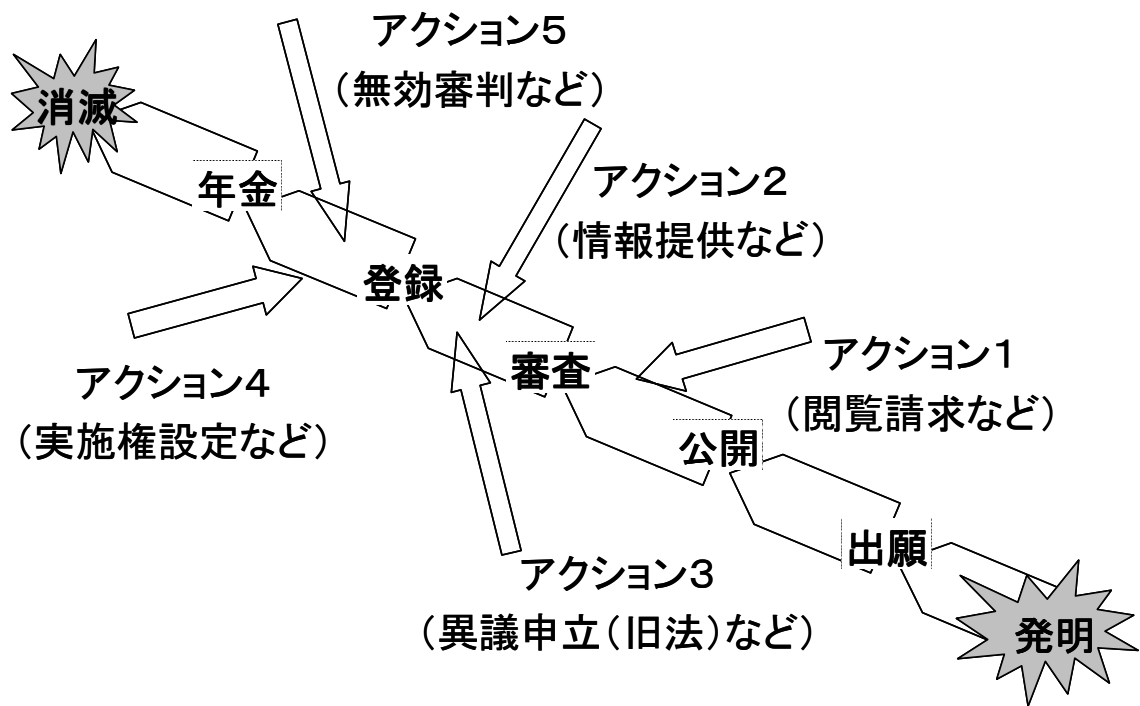 アクション5
(無効審判など)
消滅
年金
アクション2
(情報提供など)
登録
アクション4
(実施権設定など)
審査
アクション1
(閲覧請求など)
公開
出願
アクション3
(異議申立(旧法)など)
発明